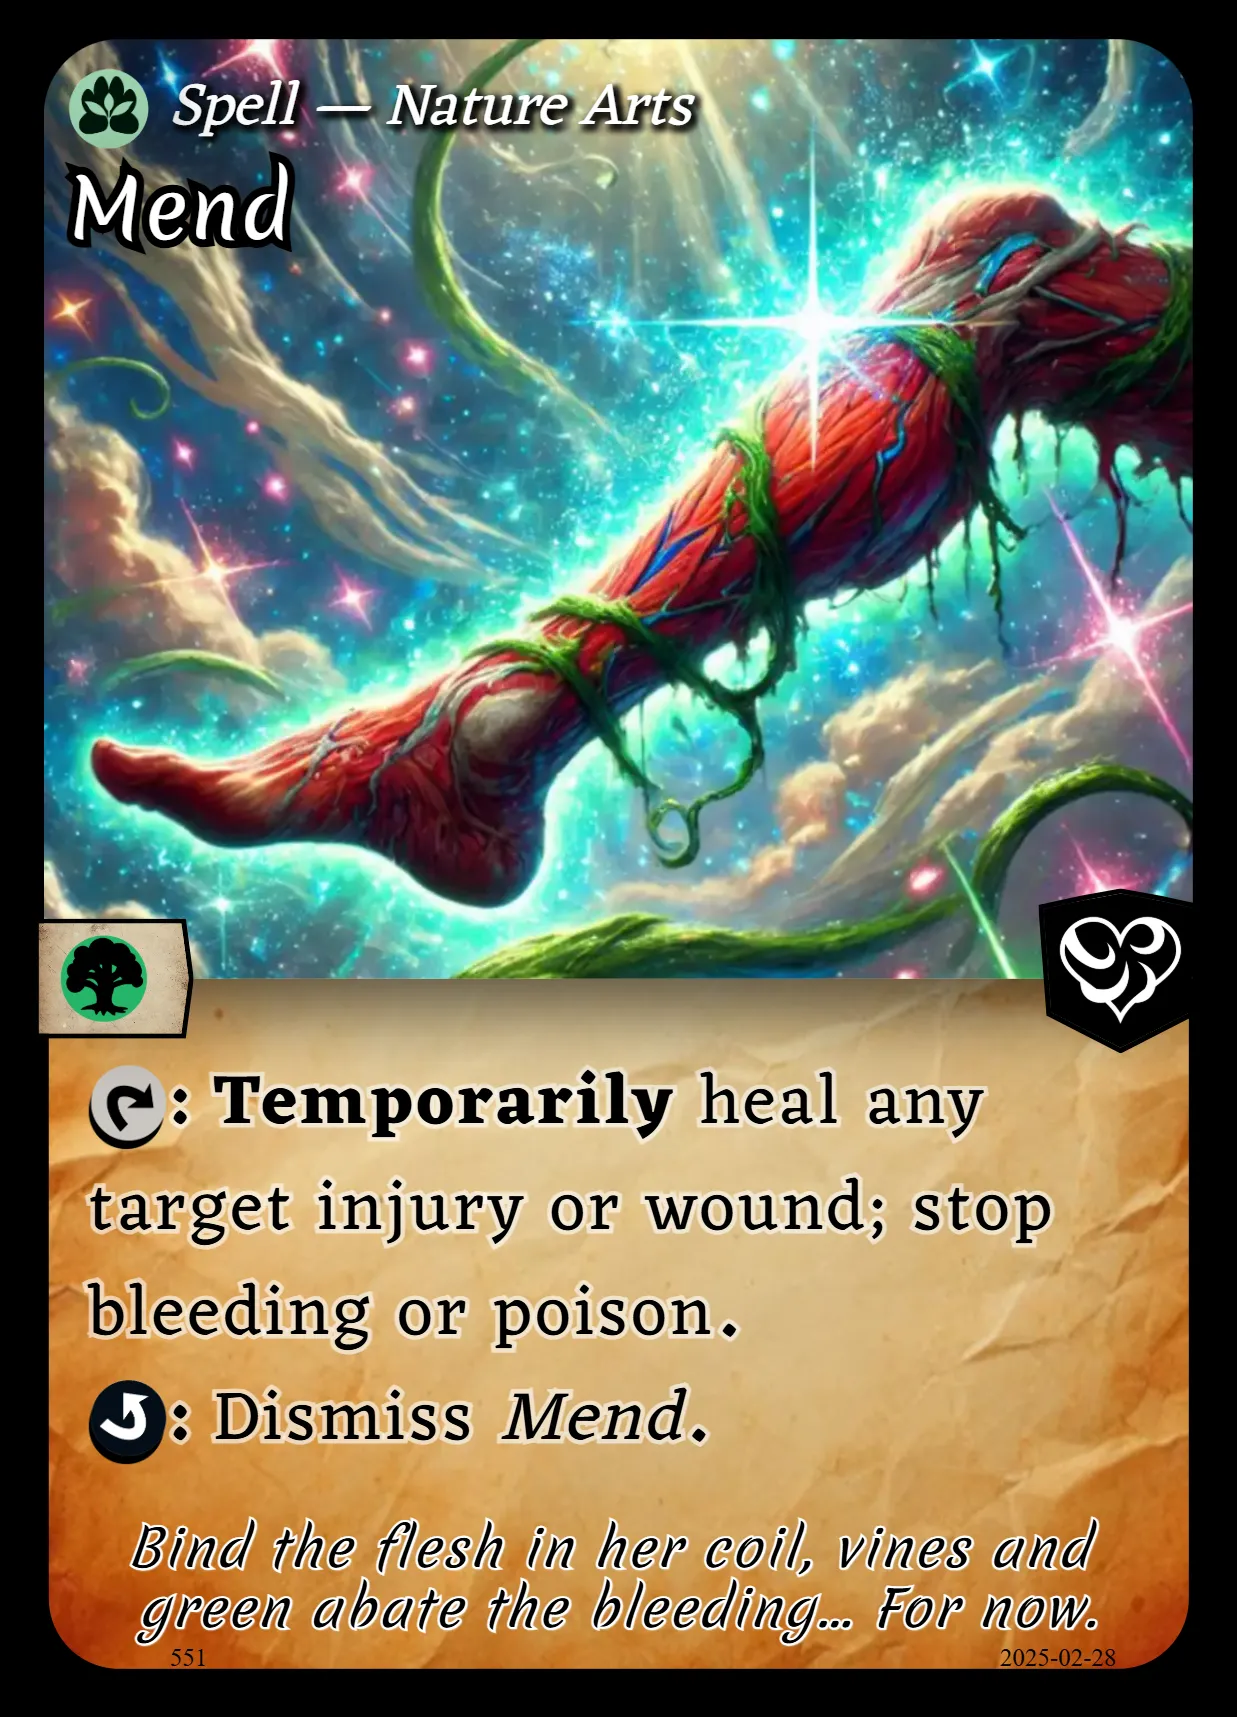 Spell — Nature Arts
Mend
: Temporarily heal any
target injury or wound; stop
bleeding or poison.
: Dismiss Mend.
Bind the flesh in her coil, vines and
green abate the bleeding... For now.
551
2025-02-28